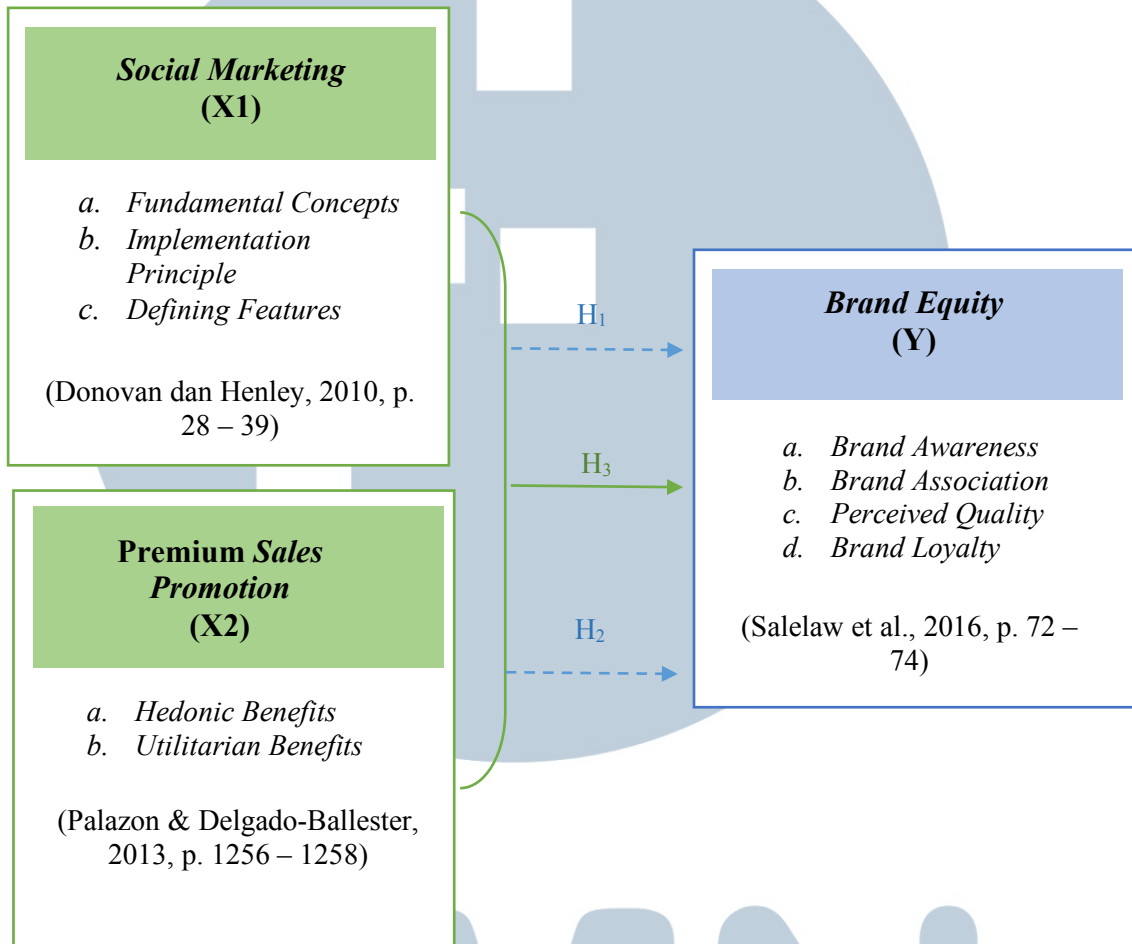 Social Marketing
(X1)
a. Fundamental Concepts
b. Implementation
Principle
c. Defining Features
(Donovan dan Henley, 2010, p.
28 – 39)
Premium Sales
Promotion
(X2)
a. Hedonic Benefits
b. Utilitarian Benefits
(Palazon & Delgado-Ballester,
2013, p. 1256 – 1258)
H1
H3
H2
Brand Equity
(Y)
a. Brand Awareness
b. Brand Association
c. Perceived Quality
d. Brand Loyalty
(Salelaw et al., 2016, p. 72 –
74)